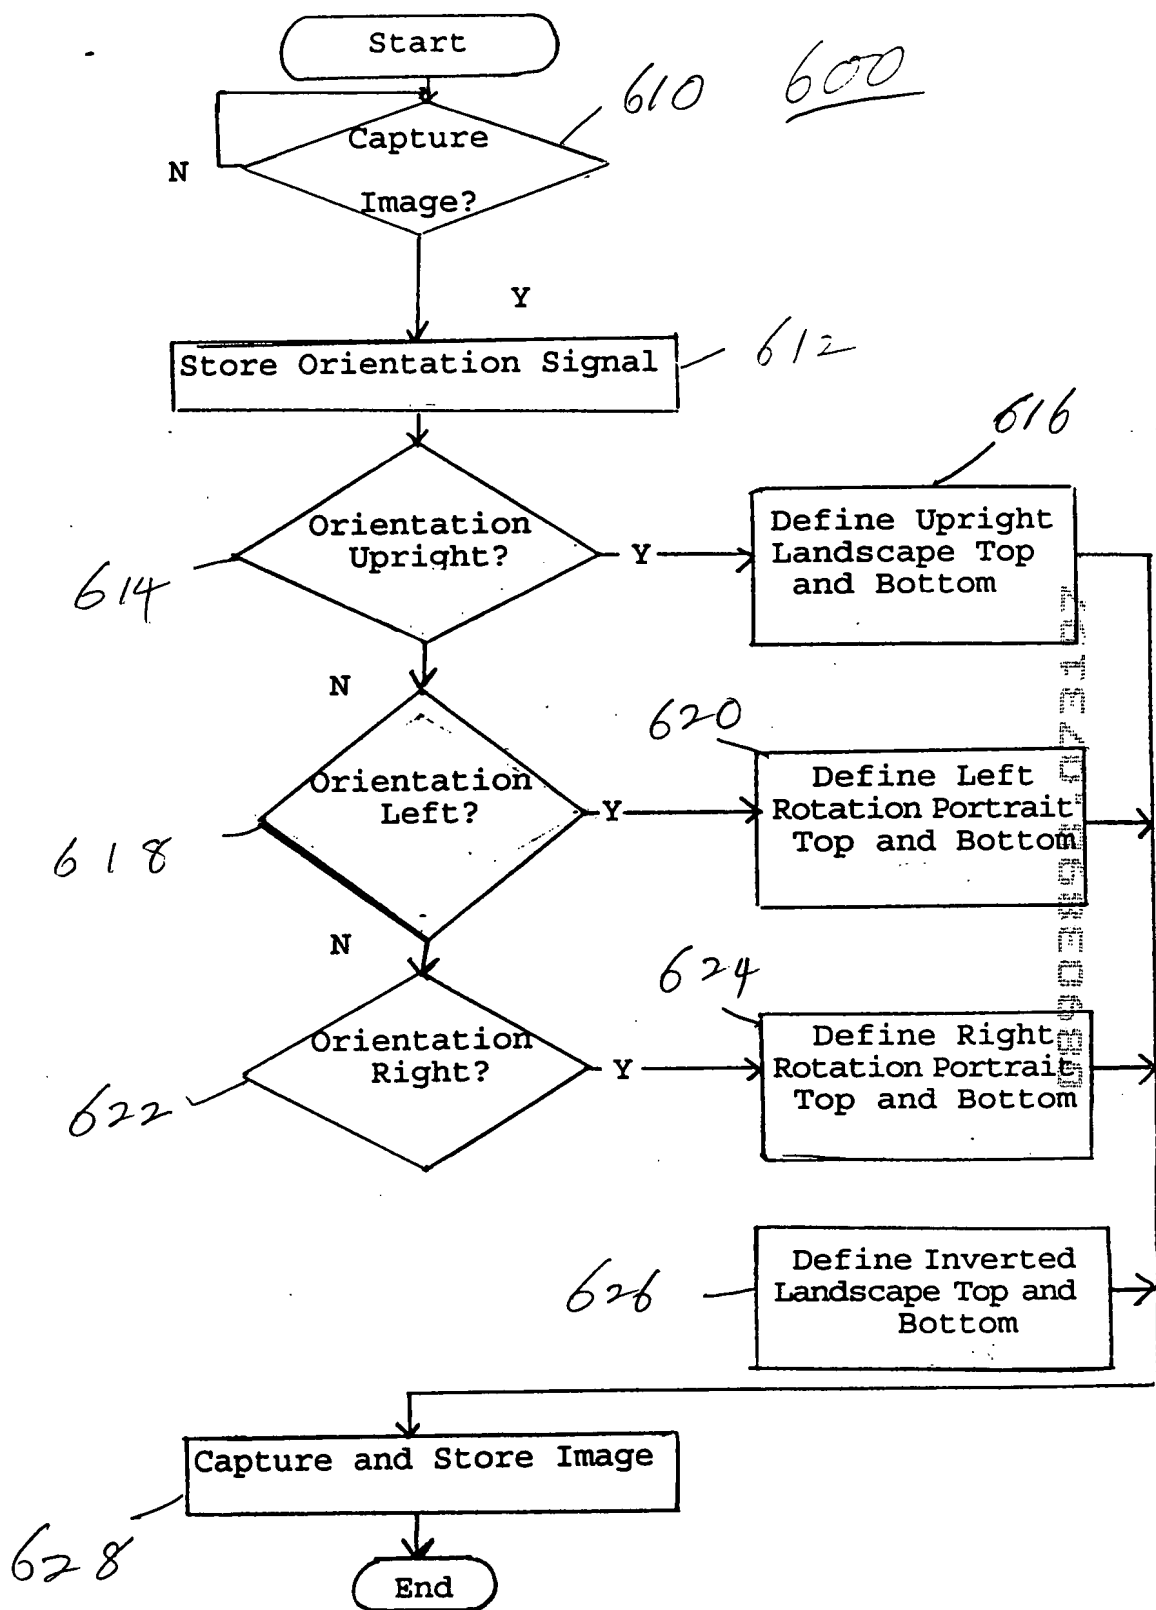 Start
610
600
Capture
Image?
N
Y
Store Orientation Signal
612
616
Orientation
Upright?
Y
614
Define Upright
Landscape Top
and Bottom
N
620
Orientation
Left?
Y
618
Define Left
Rotation Portrait
Top and Bottom
N
624
Orientation
Right?
Y
622
Define Right
Rotation Portrait
Top and Bottom
626
Define Inverted
Landscape Top and
Bottom
Capture and Store Image
628
End